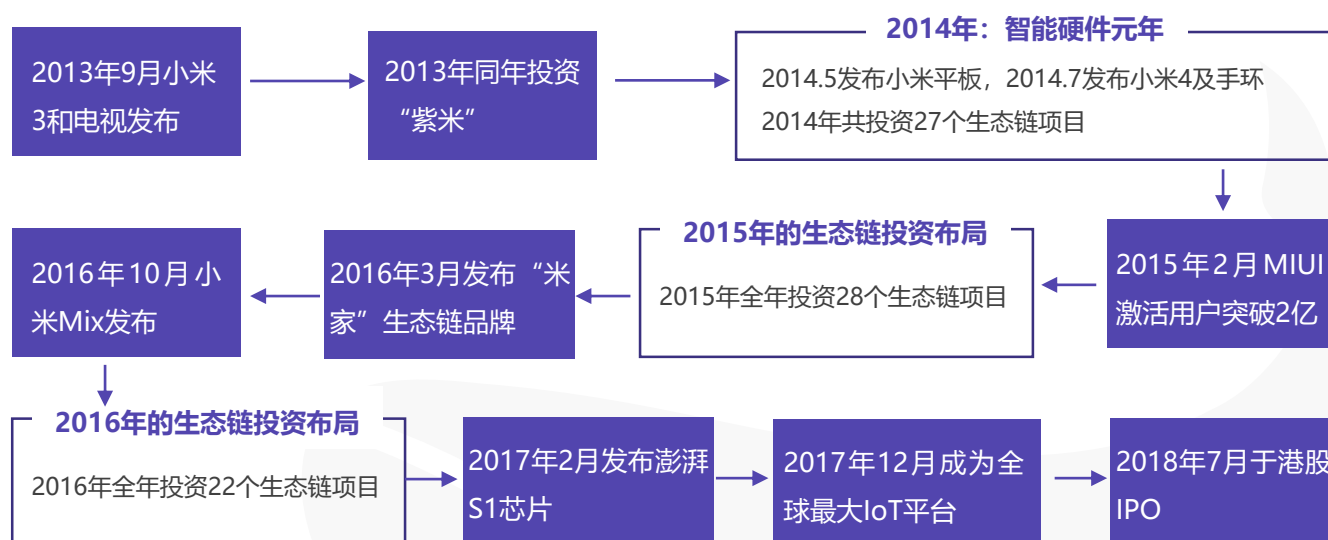 2013年9月小米
3和电视发布
2013年同年投资
“紫米”
2014年：智能硬件元年
2014.5发布小米平板，2014.7发布小米4及手环
2014年共投资27个生态链项目
2015年2月MIUI
激活用户突破2亿
2015年的生态链投资布局
2015年全年投资28个生态链项目
2016年3月发布“米
家”生态链品牌
2016年10月小
米Mix发布
2016年的生态链投资布局
2016年全年投资22个生态链项目
2017年2月发布澎湃
S1芯片
2017年12月成为全
球最大IoT平台
2018年7月于港股
IPO